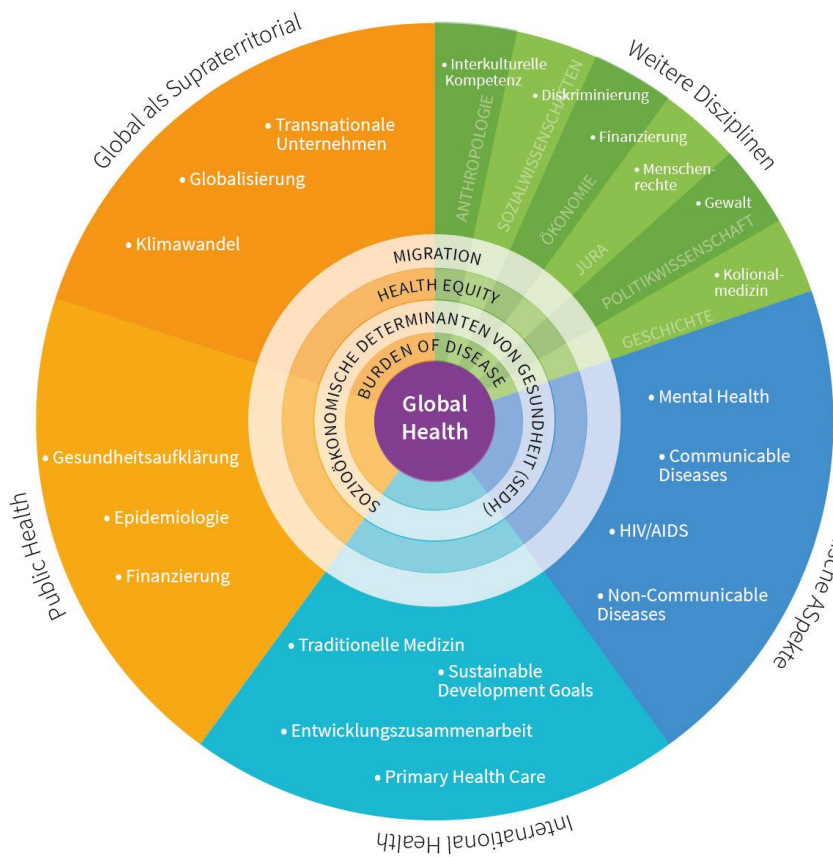 Global als Supraterritorial
• Transnationale
Unternehmen
• Globalisierung
• Klimawandel
Weitere Disziplinen
• Interkulturelle
Kompetenz
ANTHROPOLOGIE
• Diskriminierung
SOZIALWISSENSCHAFTEN
• Finanzierung
ÖKONOMIE
• Menschen-
rechte
JURA
• Gewalt
POLITIKWISSENSCHAFT
• Kolional-
medizin
GESCHICHTE
MIGRATION
HEALTH EQUITY
SOZIOÖKONOMISCHE DETERMINANTEN VON GESUNDHEIT (SEDH)
BURDEN OF DISEASE
Global
Health
• Mental Health
• Communicable
Diseases
• HIV/AIDS
• Non-Communicable
Diseases
ASpekte
Public Health
• Gesundheitsaufklärung
• Epidemiologie
• Finanzierung
• Traditionelle Medizin
• Sustainable
Development Goals
• Entwicklungszusammenarbeit
• Primary Health Care
International Health